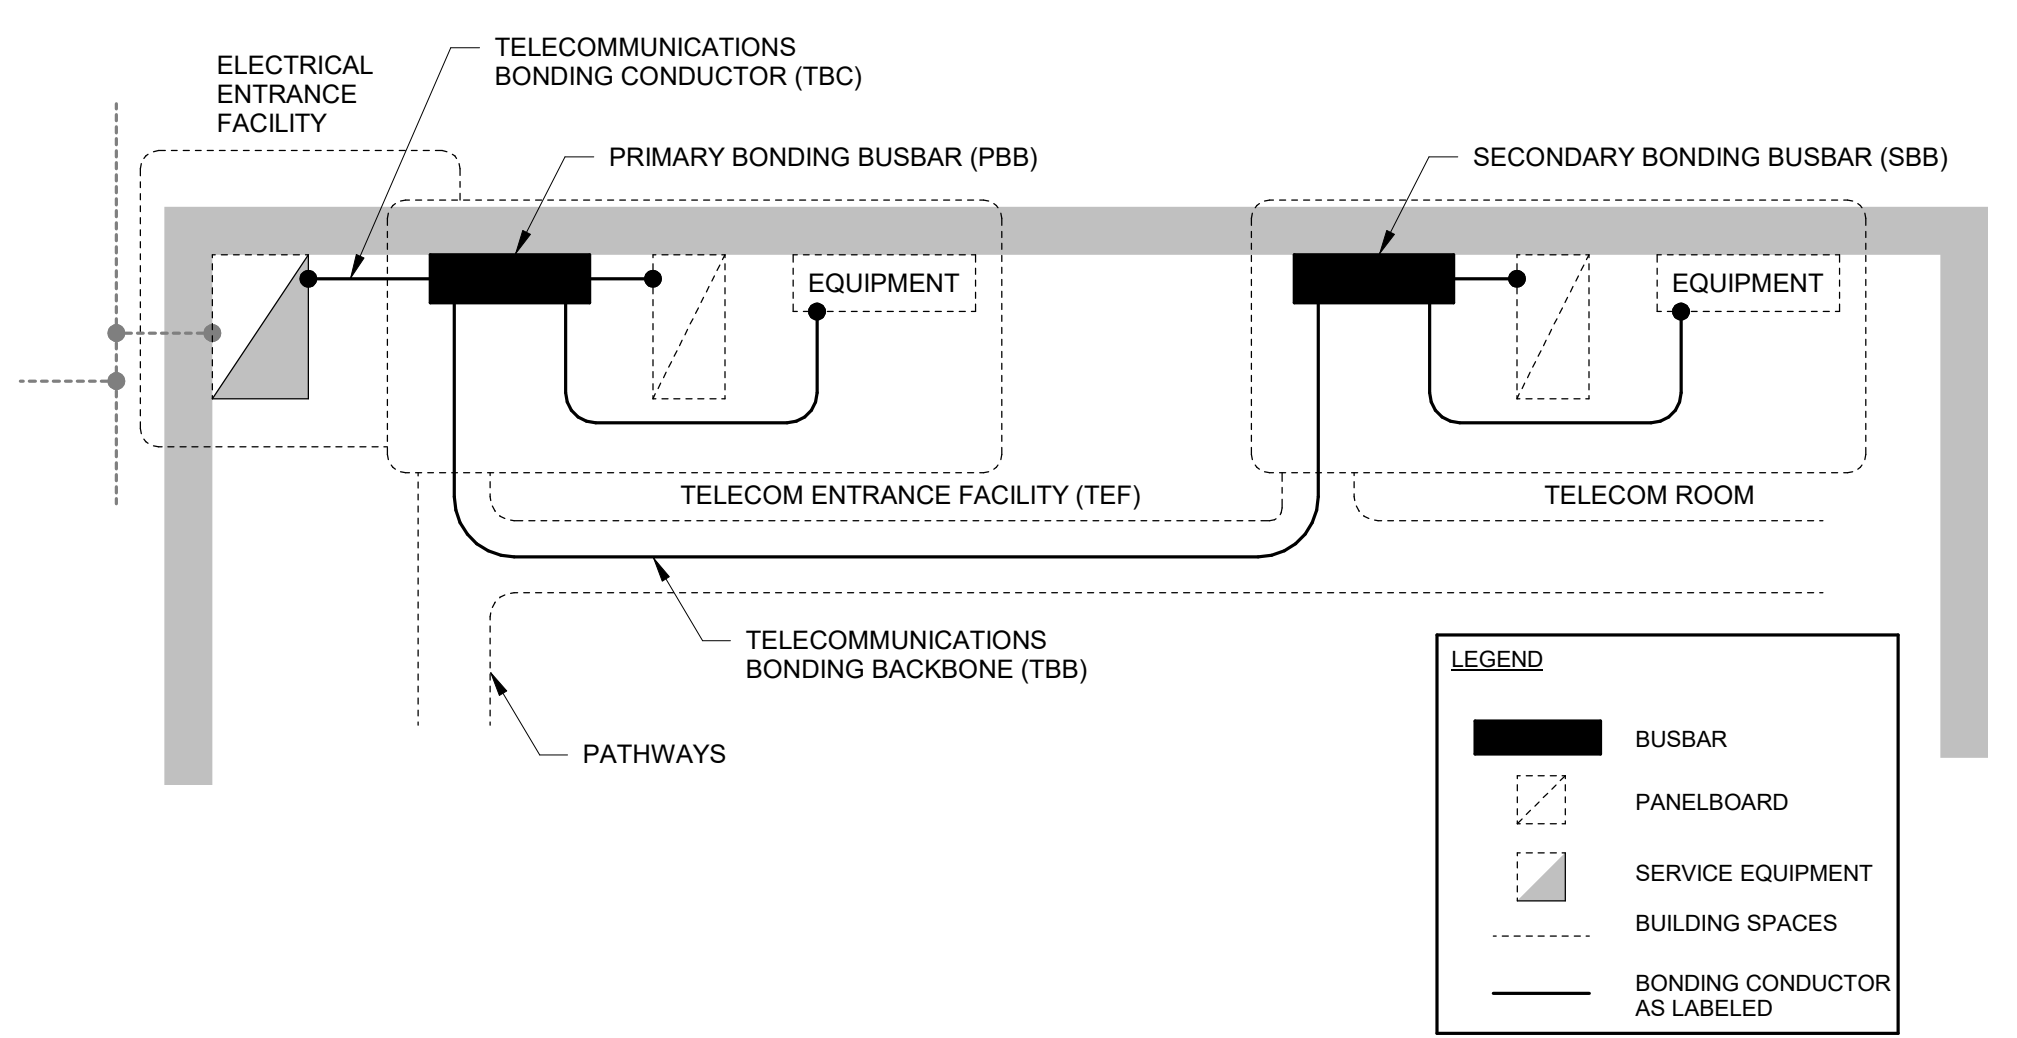 TELECOMMUNICATIONS
BONDING CONDUCTOR (TBC)
ELECTRICAL
ENTRANCE
FACILITY
PRIMARY BONDING BUSBAR (PBB)
SECONDARY BONDING BUSBAR (SBB)
EQUIPMENT
EQUIPMENT
TELECOM ENTRANCE FACILITY (TEF)
TELECOM ROOM
TELECOMMUNICATIONS
BONDING BACKBONE (TBB)
PATHWAYS
LEGEND
BUSBAR
PANELBOARD
SERVICE EQUIPMENT
BUILDING SPACES
BONDING CONDUCTOR
AS LABELED